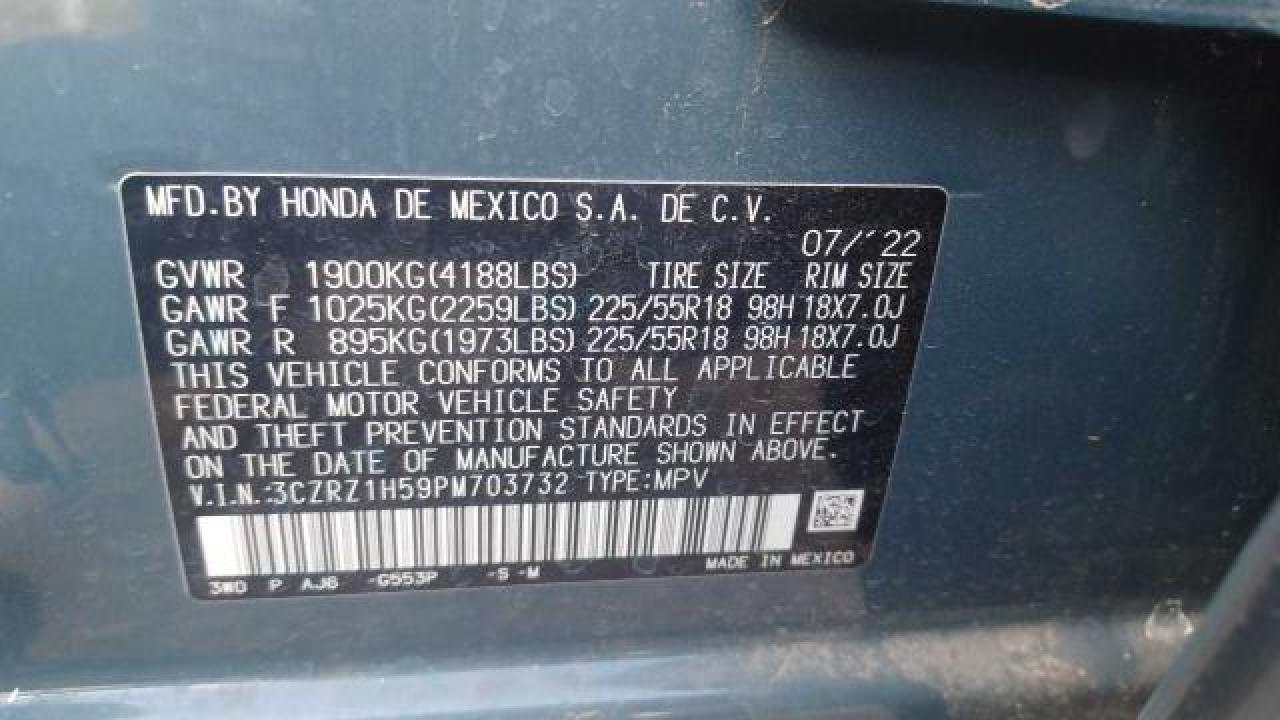 MFD.BY HONDA DE MEXICO S.A. DE C.V.
07/´22
GVWR 1900KG(4188LBS) TIRE SIZE RIM SIZE
GAWR F 1025KG(2259LBS) 225/55R18 98H 18X7.0J
GAWR R 895KG(1973LBS) 225/55R18 98H 18X7.0J
THIS VEHICLE CONFORMS TO ALL APPLICABLE
FEDERAL MOTOR VEHICLE SAFETY
AND THEFT PREVENTION STANDARDS IN EFFECT
ON THE DATE OF MANUFACTURE SHOWN ABOVE.
V.I.N.:3CZRZ1H59PM703732 TYPE:MPV
3WD P AJ6 -G553P -S -M MADE IN MEXICO